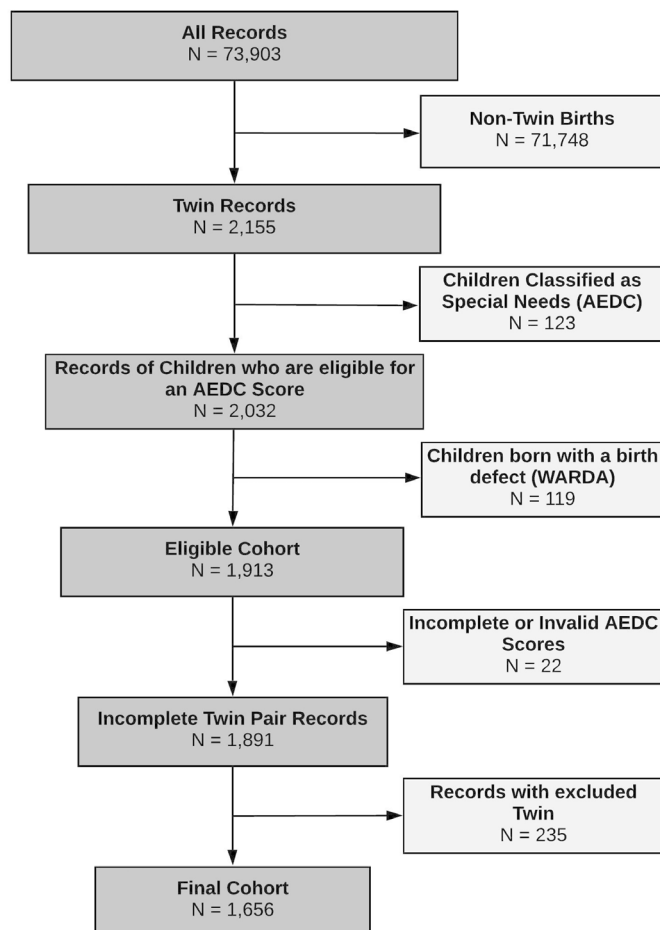 All Records
N = 73,903
Non-Twin Births
N = 71,748
Twin Records
N = 2,155
Children Classified as
Special Needs (AEDC)
N = 123
Records of Children who are eligible for
an AEDC Score
N = 2,032
Children born with a birth
defect (WARDA)
N = 119
Eligible Cohort
N = 1,913
Incomplete or Invalid AEDC
Scores
N = 22
Incomplete Twin Pair Records
N = 1,891
Records with excluded
Twin
N = 235
Final Cohort
N = 1,656